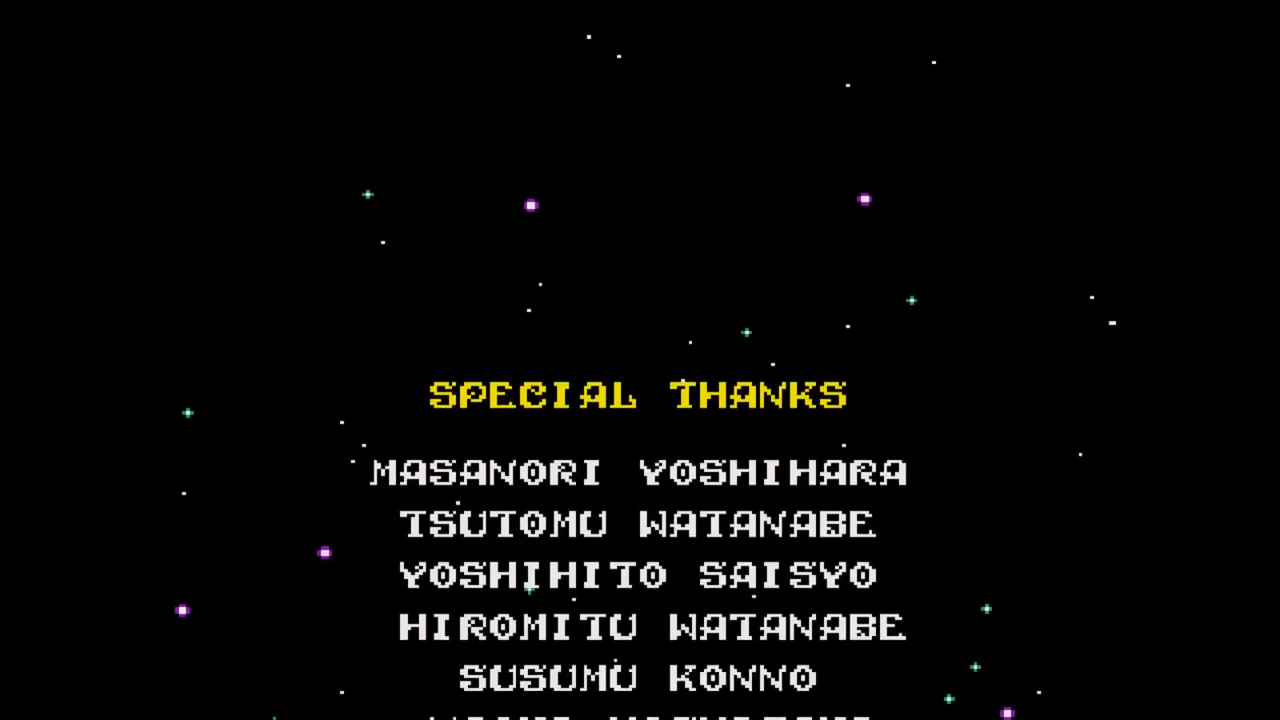 SPECIAL THANKS
MASANORI YOSHIHARA
TSUTOMU WATANABE
YOSHIHITO SAISYO
HIROMITU WATANABE
SUSUMU KONNO